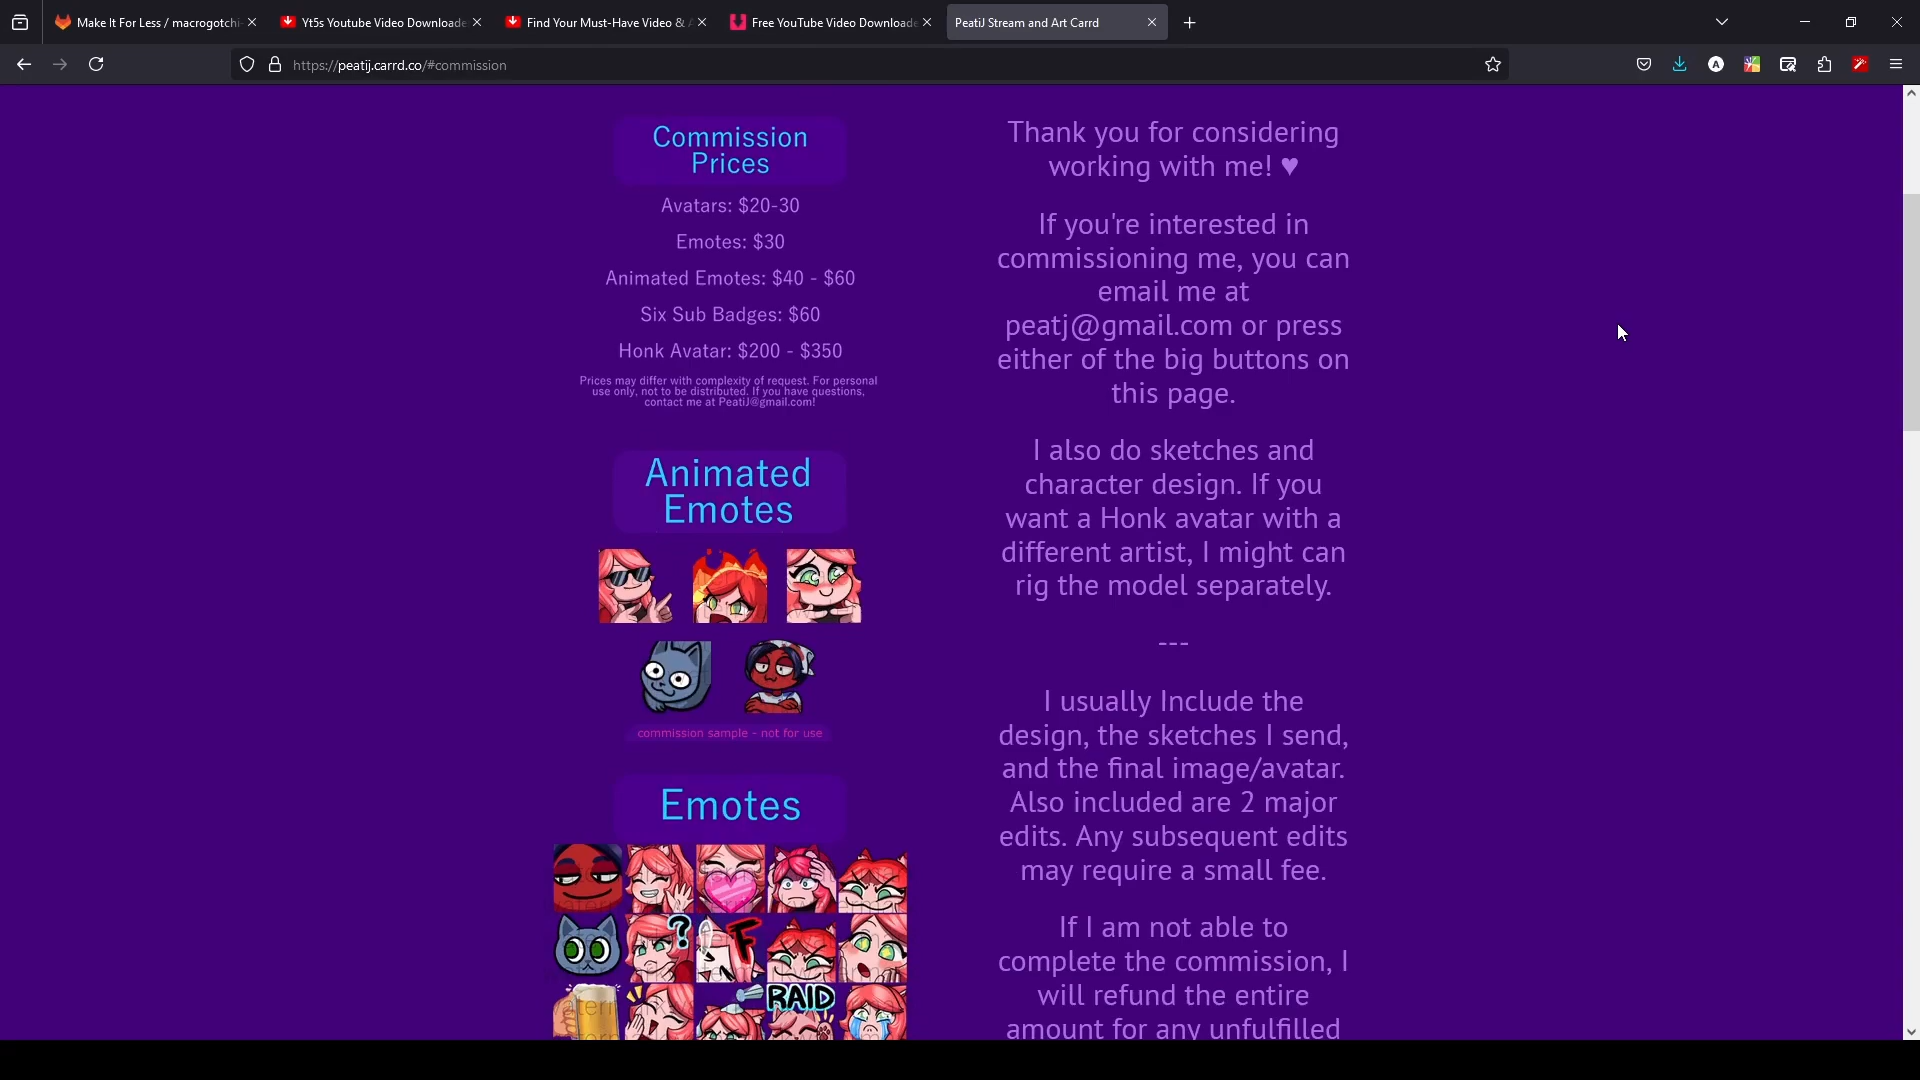 Make It For Less / macrogotchi-
Yt5s Youtube Video Downloade
Find Your Must-Have Video &
Free YouTube Video Downloade
PeatiJ Stream and Art Carrd
https://peatij.carrd.co/#commission
Commission
Prices
Avatars: $20-30
Emotes: $30
Animated Emotes: $40 - $60
Six Sub Badges: $60
Honk Avatar: $200 - $350
Prices may differ with complexity of request. For personal
use only, not to be distributed. If you have questions,
contact me at PeatiJ@gmail.com!
Animated
Emotes
commission sample - not for use
Emotes
?
F
RAID
Thank you for considering
working with me! ♥
If you're interested in
commissioning me, you can
email me at
peatj@gmail.com or press
either of the big buttons on
this page.
I also do sketches and
character design. If you
want a Honk avatar with a
different artist, I might can
rig the model separately.
---
I usually Include the
design, the sketches I send,
and the final image/avatar.
Also included are 2 major
edits. Any subsequent edits
may require a small fee.
If I am not able to
complete the commission, I
will refund the entire
amount for any unfulfilled